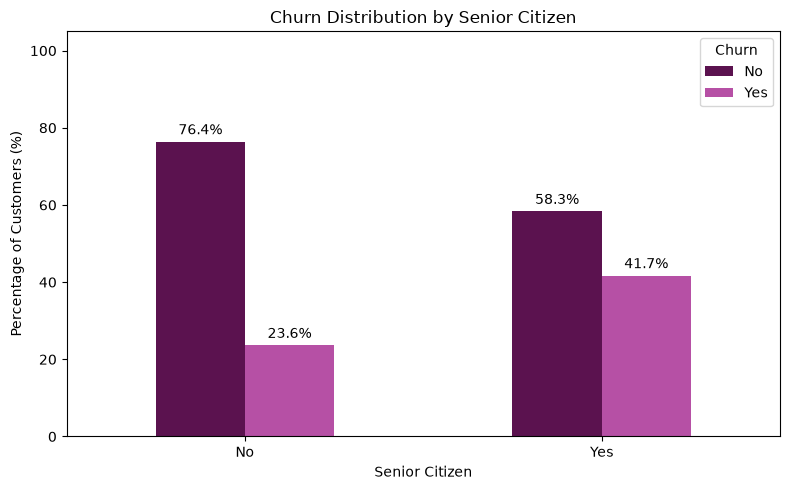 Churn Distribution by Senior Citizen
Churn
No
Yes
Percentage of Customers (%)
100
80
60
40
20
0
76.4%
23.6%
58.3%
41.7%
No
Yes
Senior Citizen